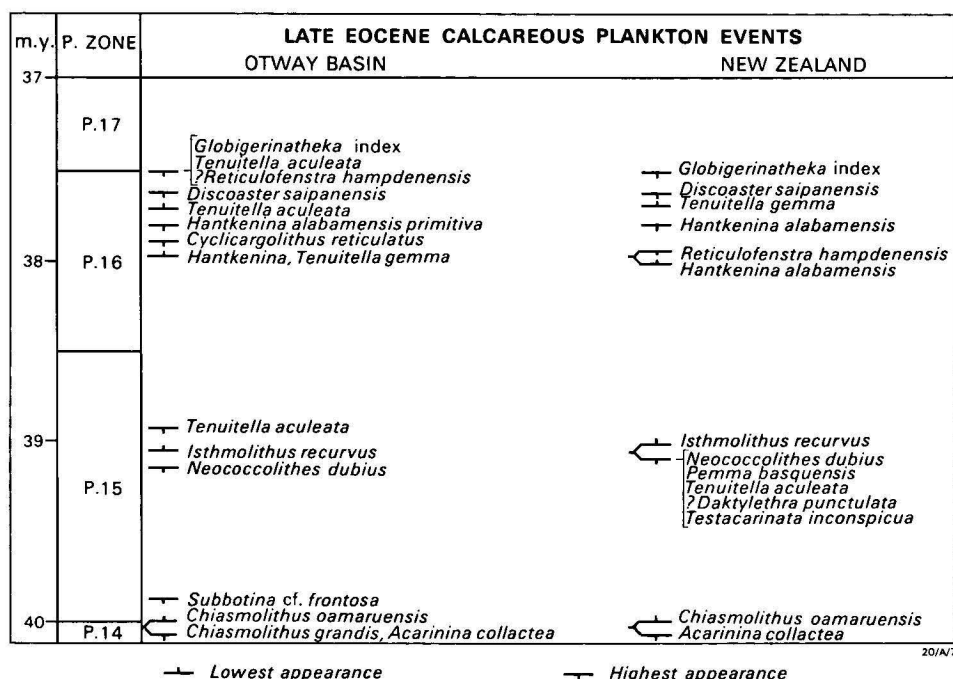 LATE EOCENE CALCAREOUS PLANKTON EVENTS
m.y. P. ZONE
OTWAY BASIN NEW ZEALAND
37
P.17
Globigerinatheka index
Tenuitella aculeata
?Reticulofenstra hampdenensis
Discoaster saipanensis
Tenuitella aculeata
Hantkenina alabamensis primitiva
Cyclicargolithus reticulatus
Hantkenina, Tenuitella gemma
Globigerinatheka index
Discoaster saipanensis
Tenuitella gemma
Hantkenina alabamensis
Reticulofenstra hampdenensis
Hantkenina alabamensis
38
P.16
39
P.15
Tenuitella aculeata
Isthmolithus recurvus
Neococcolithes dubius
Isthmolithus recurvus
Neococcolithes dubius
Pemma basquensis
Tenuitella aculeata
?Daktylethra punctulata
Testacarinata inconspicua
40
P.14
Subbotina cf. frontosa
Chiasmolithus oamaruensis
Chiasmolithus grandis, Acarinina collactea
Chiasmolithus oamaruensis
Acarinina collactea
20/A/7
Lowest appearance Highest appearance